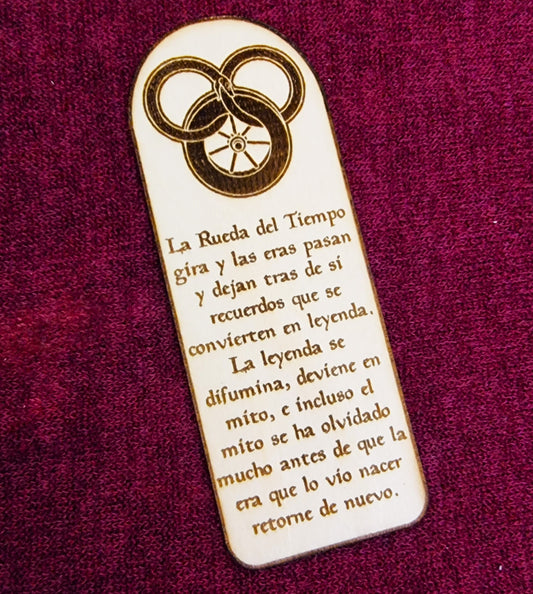 La Rueda del Tiempo
gira y las eras pasan
y dejan tras de si
recuerdos que se
convierten en leyenda.
La leyenda se
difumina, deviene en
mito, e incluso el
mito se ha olvidado
mucho antes de que la
era que lo vio nacer
retorne de nuevo.